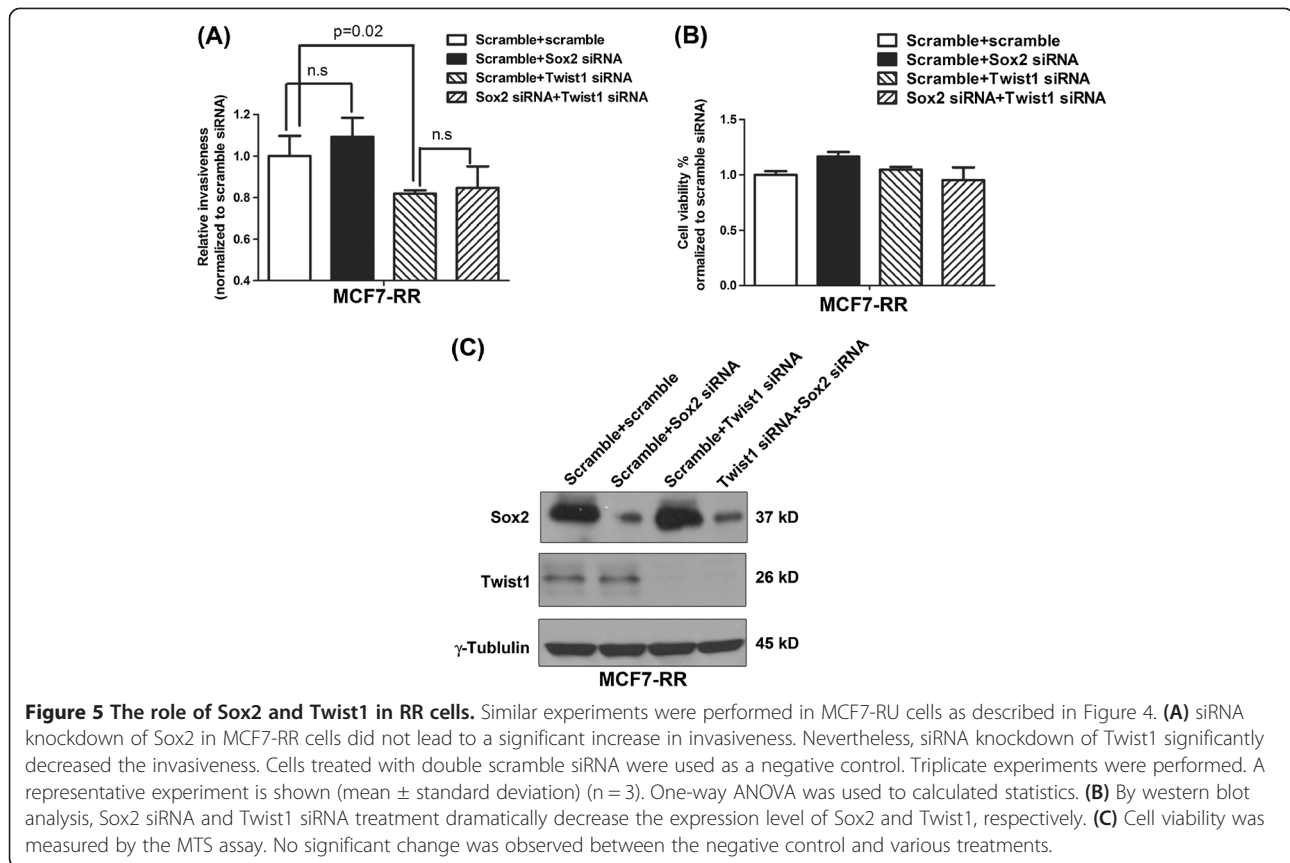 (A)
p=0.02
n.s
n.s
Scramble+scramble
Scramble+Sox2 siRNA
Scramble+Twist1 siRNA
Sox2 siRNA+Twist1 siRNA
Relative invasiveness
(normalized to scramble siRNA)
1.2
1.0
0.8
0.6
0.4
MCF7-RR
(B)
Scramble+scramble
Scramble+Sox2 siRNA
Scramble+Twist1 siRNA
Sox2 siRNA+Twist1 siRNA
Cell viability %
ormalized to scramble siRNA)
1.5
1.0
0.5
0.0
MCF7-RR
(C)
Scramble+scramble
Scramble+Sox2 siRNA
Scramble+Twist1 siRNA
Twist1 siRNA+Sox2 siRNA
Sox2 37 kD
Twist1 26 kD
γ-Tublulin 45 kD
MCF7-RR
Figure 5 The role of Sox2 and Twist1 in RR cells. Similar experiments were performed in MCF7-RU cells as described in Figure 4. (A) siRNA
knockdown of Sox2 in MCF7-RR cells did not lead to a significant increase in invasiveness. Nevertheless, siRNA knockdown of Twist1 significantly
decreased the invasiveness. Cells treated with double scramble siRNA were used as a negative control. Triplicate experiments were performed. A
representative experiment is shown (mean ± standard deviation) (n = 3). One-way ANOVA was used to calculated statistics. (B) By western blot
analysis, Sox2 siRNA and Twist1 siRNA treatment dramatically decrease the expression level of Sox2 and Twist1, respectively. (C) Cell viability was
measured by the MTS assay. No significant change was observed between the negative control and various treatments.